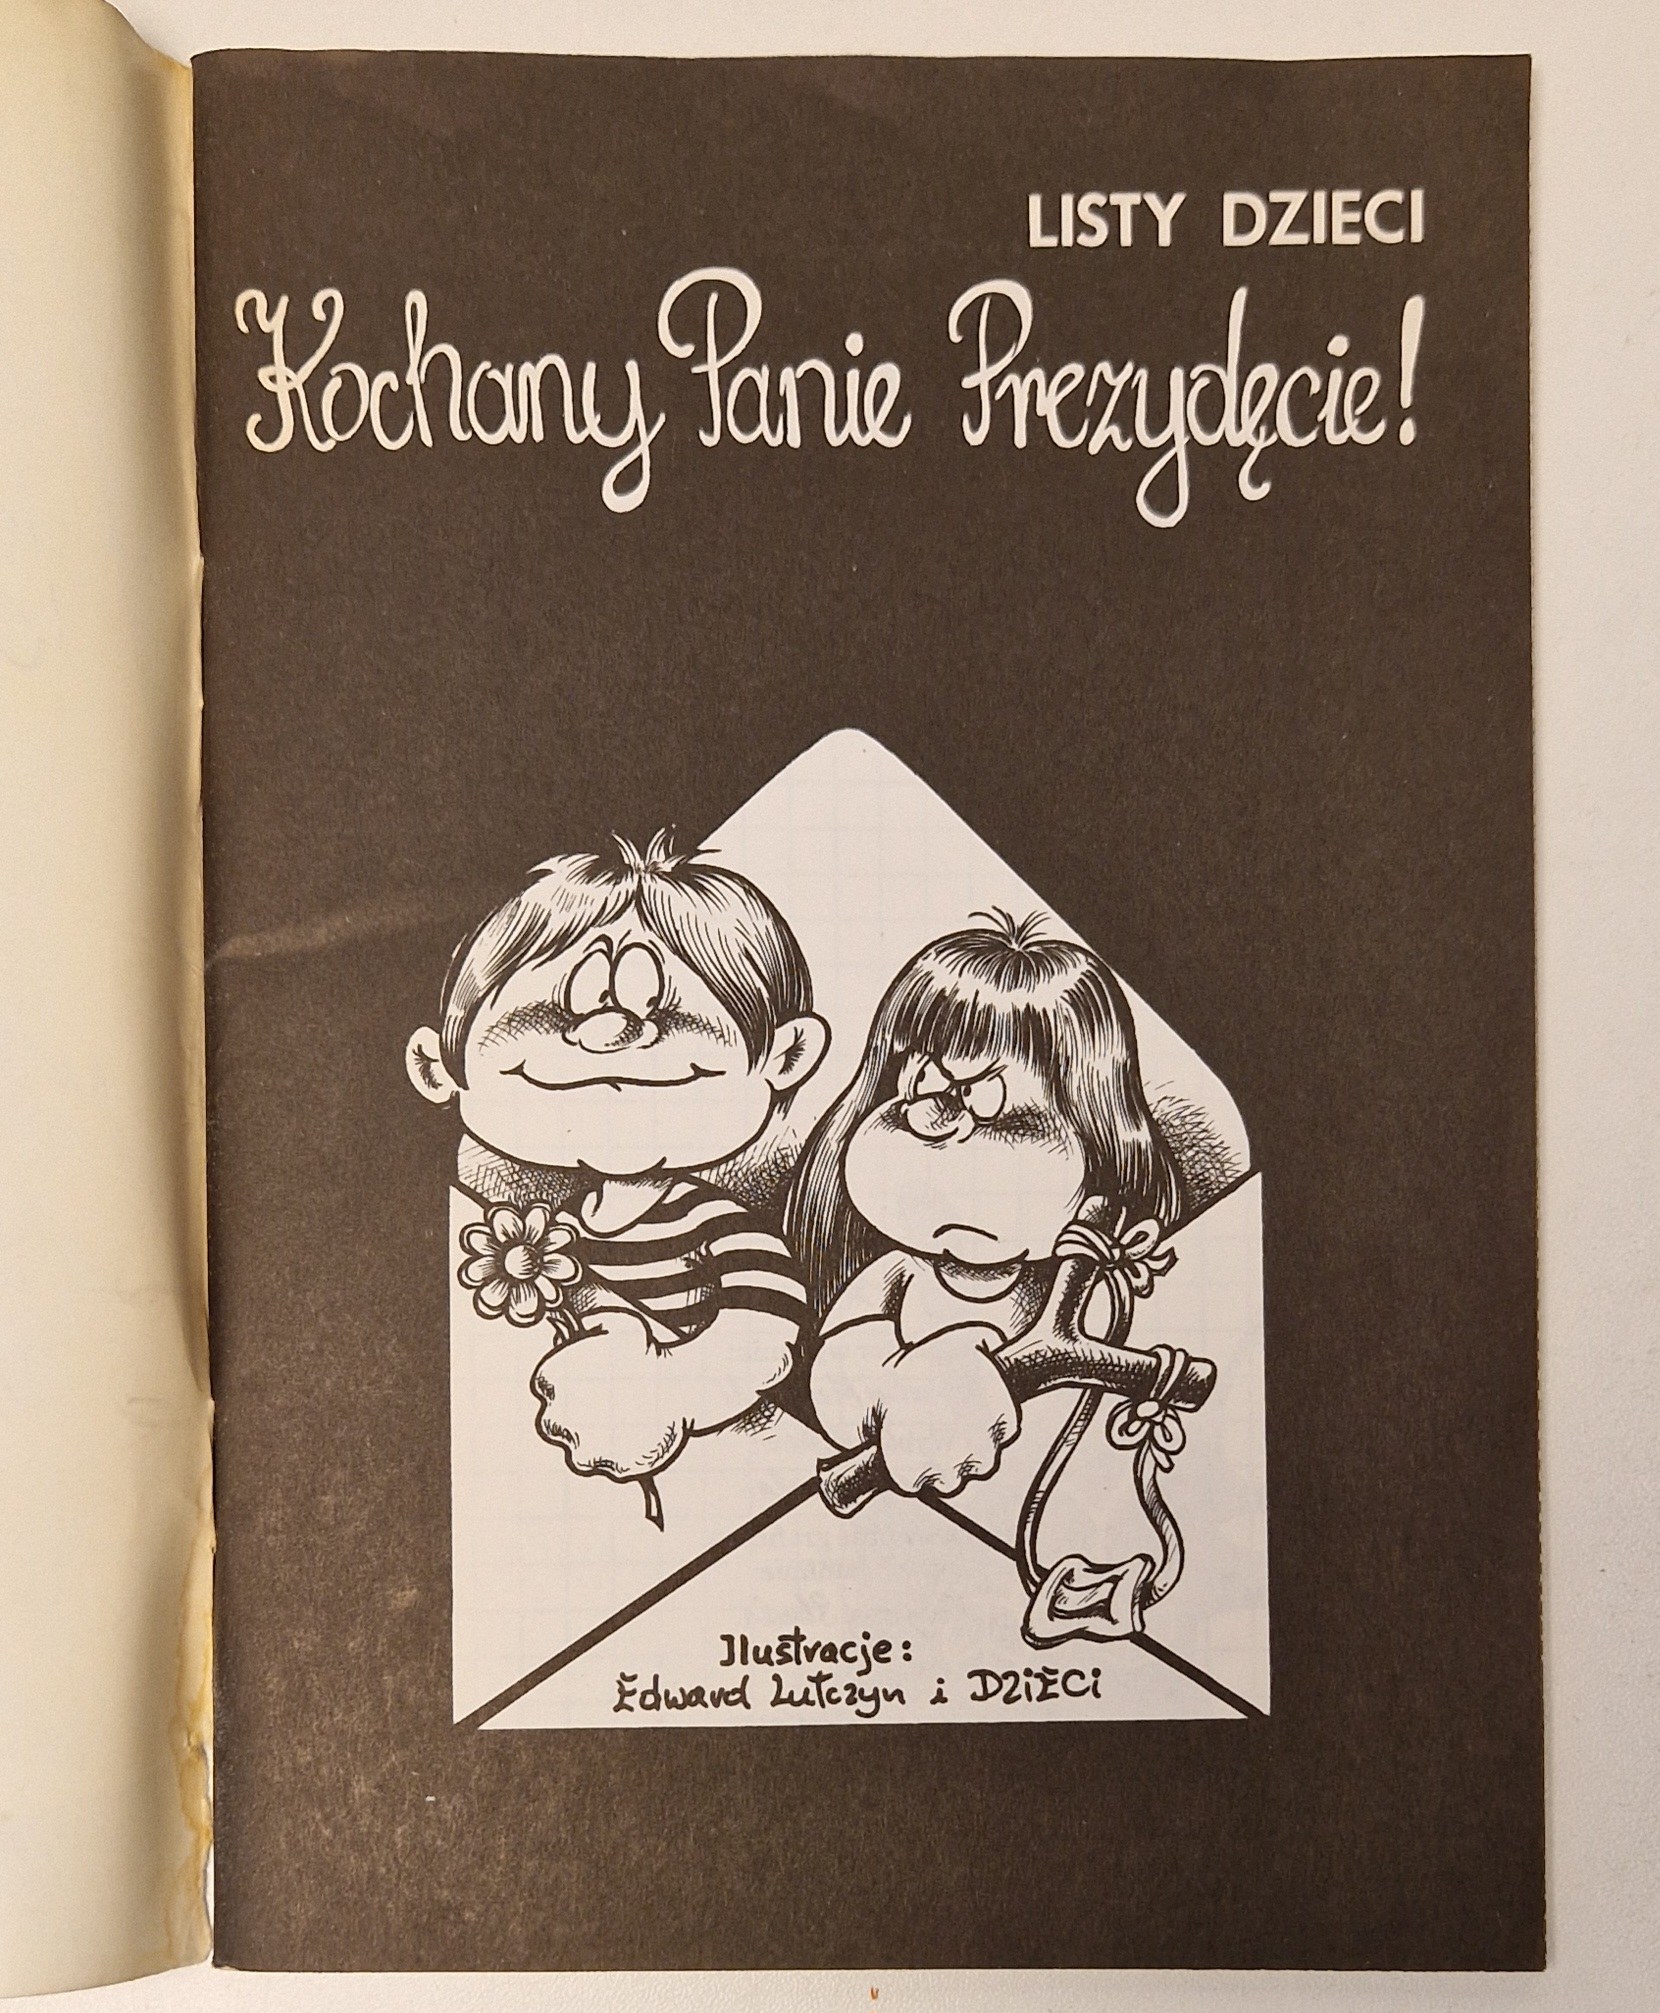 LISTY DZIECI
Kochany Panie Prezydęcie!
Ilustracje:
Edward Lutczyn i DZiECi